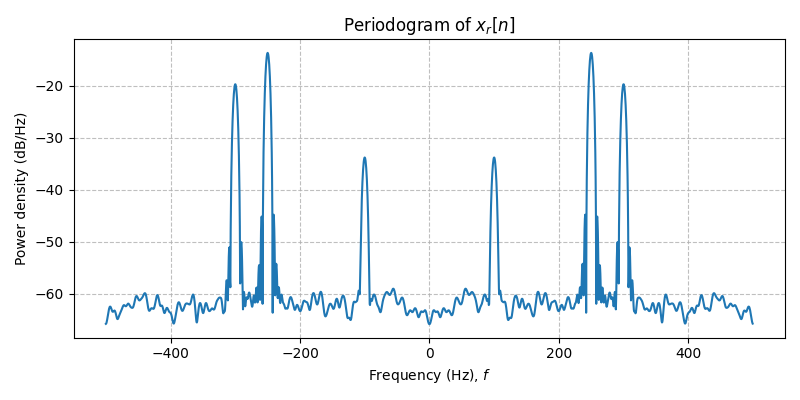 Periodogram of $x_r[n]$
Power density (dB/Hz)
−20
−30
−40
−50
−60
−400 −200 0 200 400
Frequency (Hz), $f$